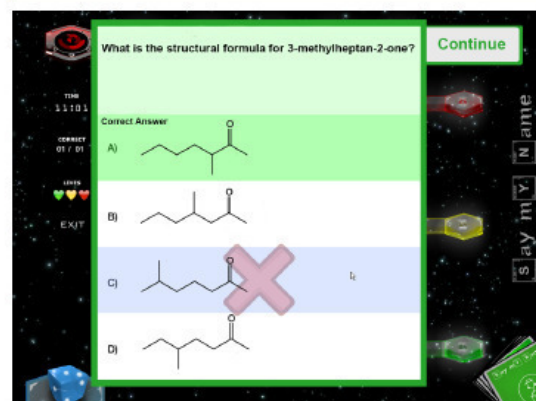 What is the structural formula for 3-methylheptan-2-one?
Continue
TIME
11:01
CORRECT
01 / 01
LIVES
EXIT
Correct Answer
A)
O
B)
O
C)
O
D)
O
Say mY Name